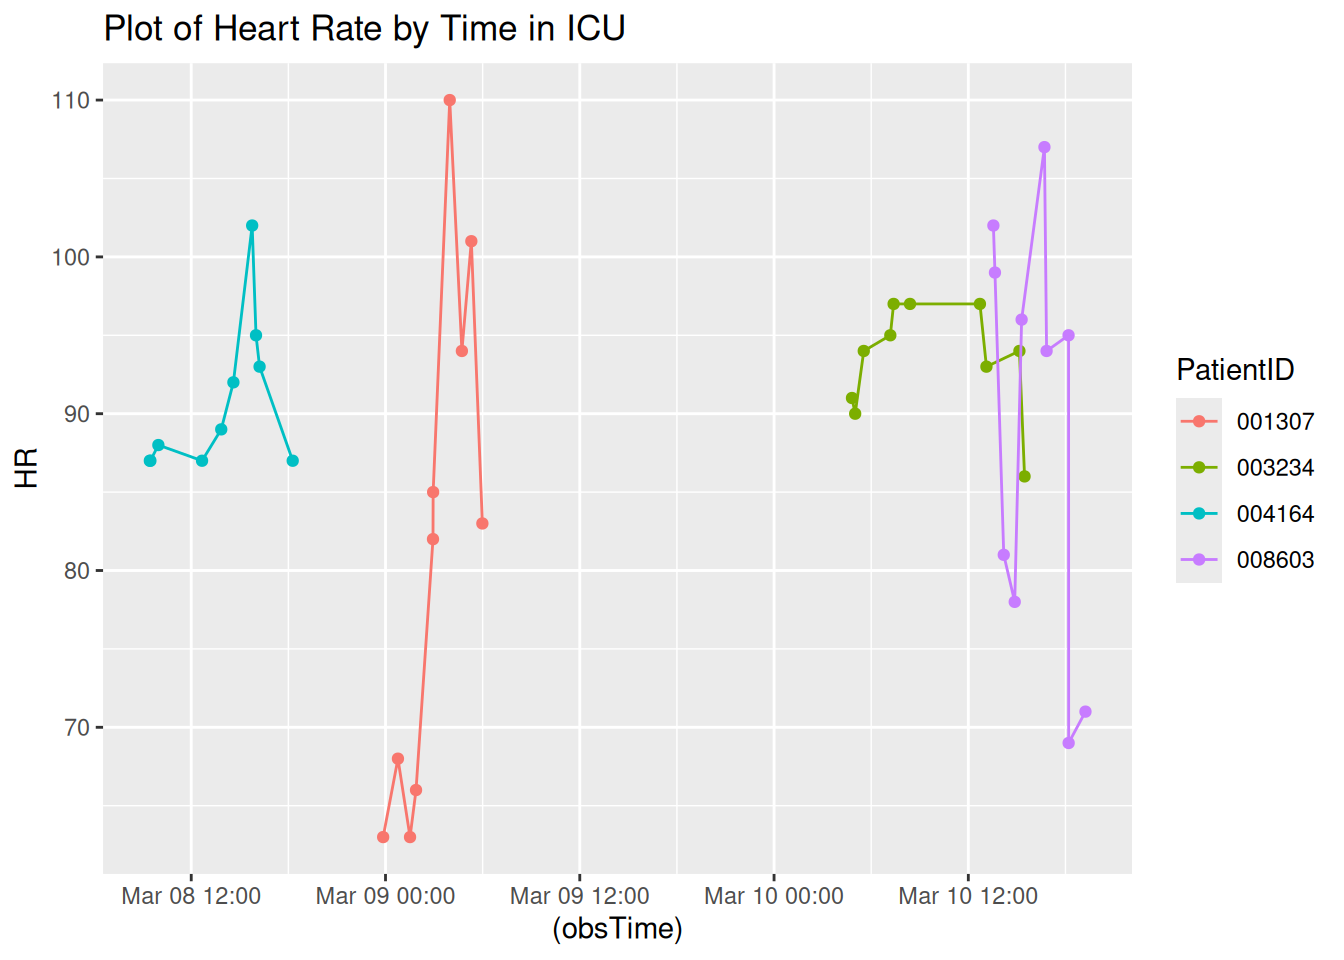 Plot of Heart Rate by Time in ICU
110
100
90
80
70
HR
Mar 08 12:00
Mar 09 00:00
Mar 09 12:00
Mar 10 00:00
Mar 10 12:00
(obsTime)
PatientID
001307
003234
004164
008603